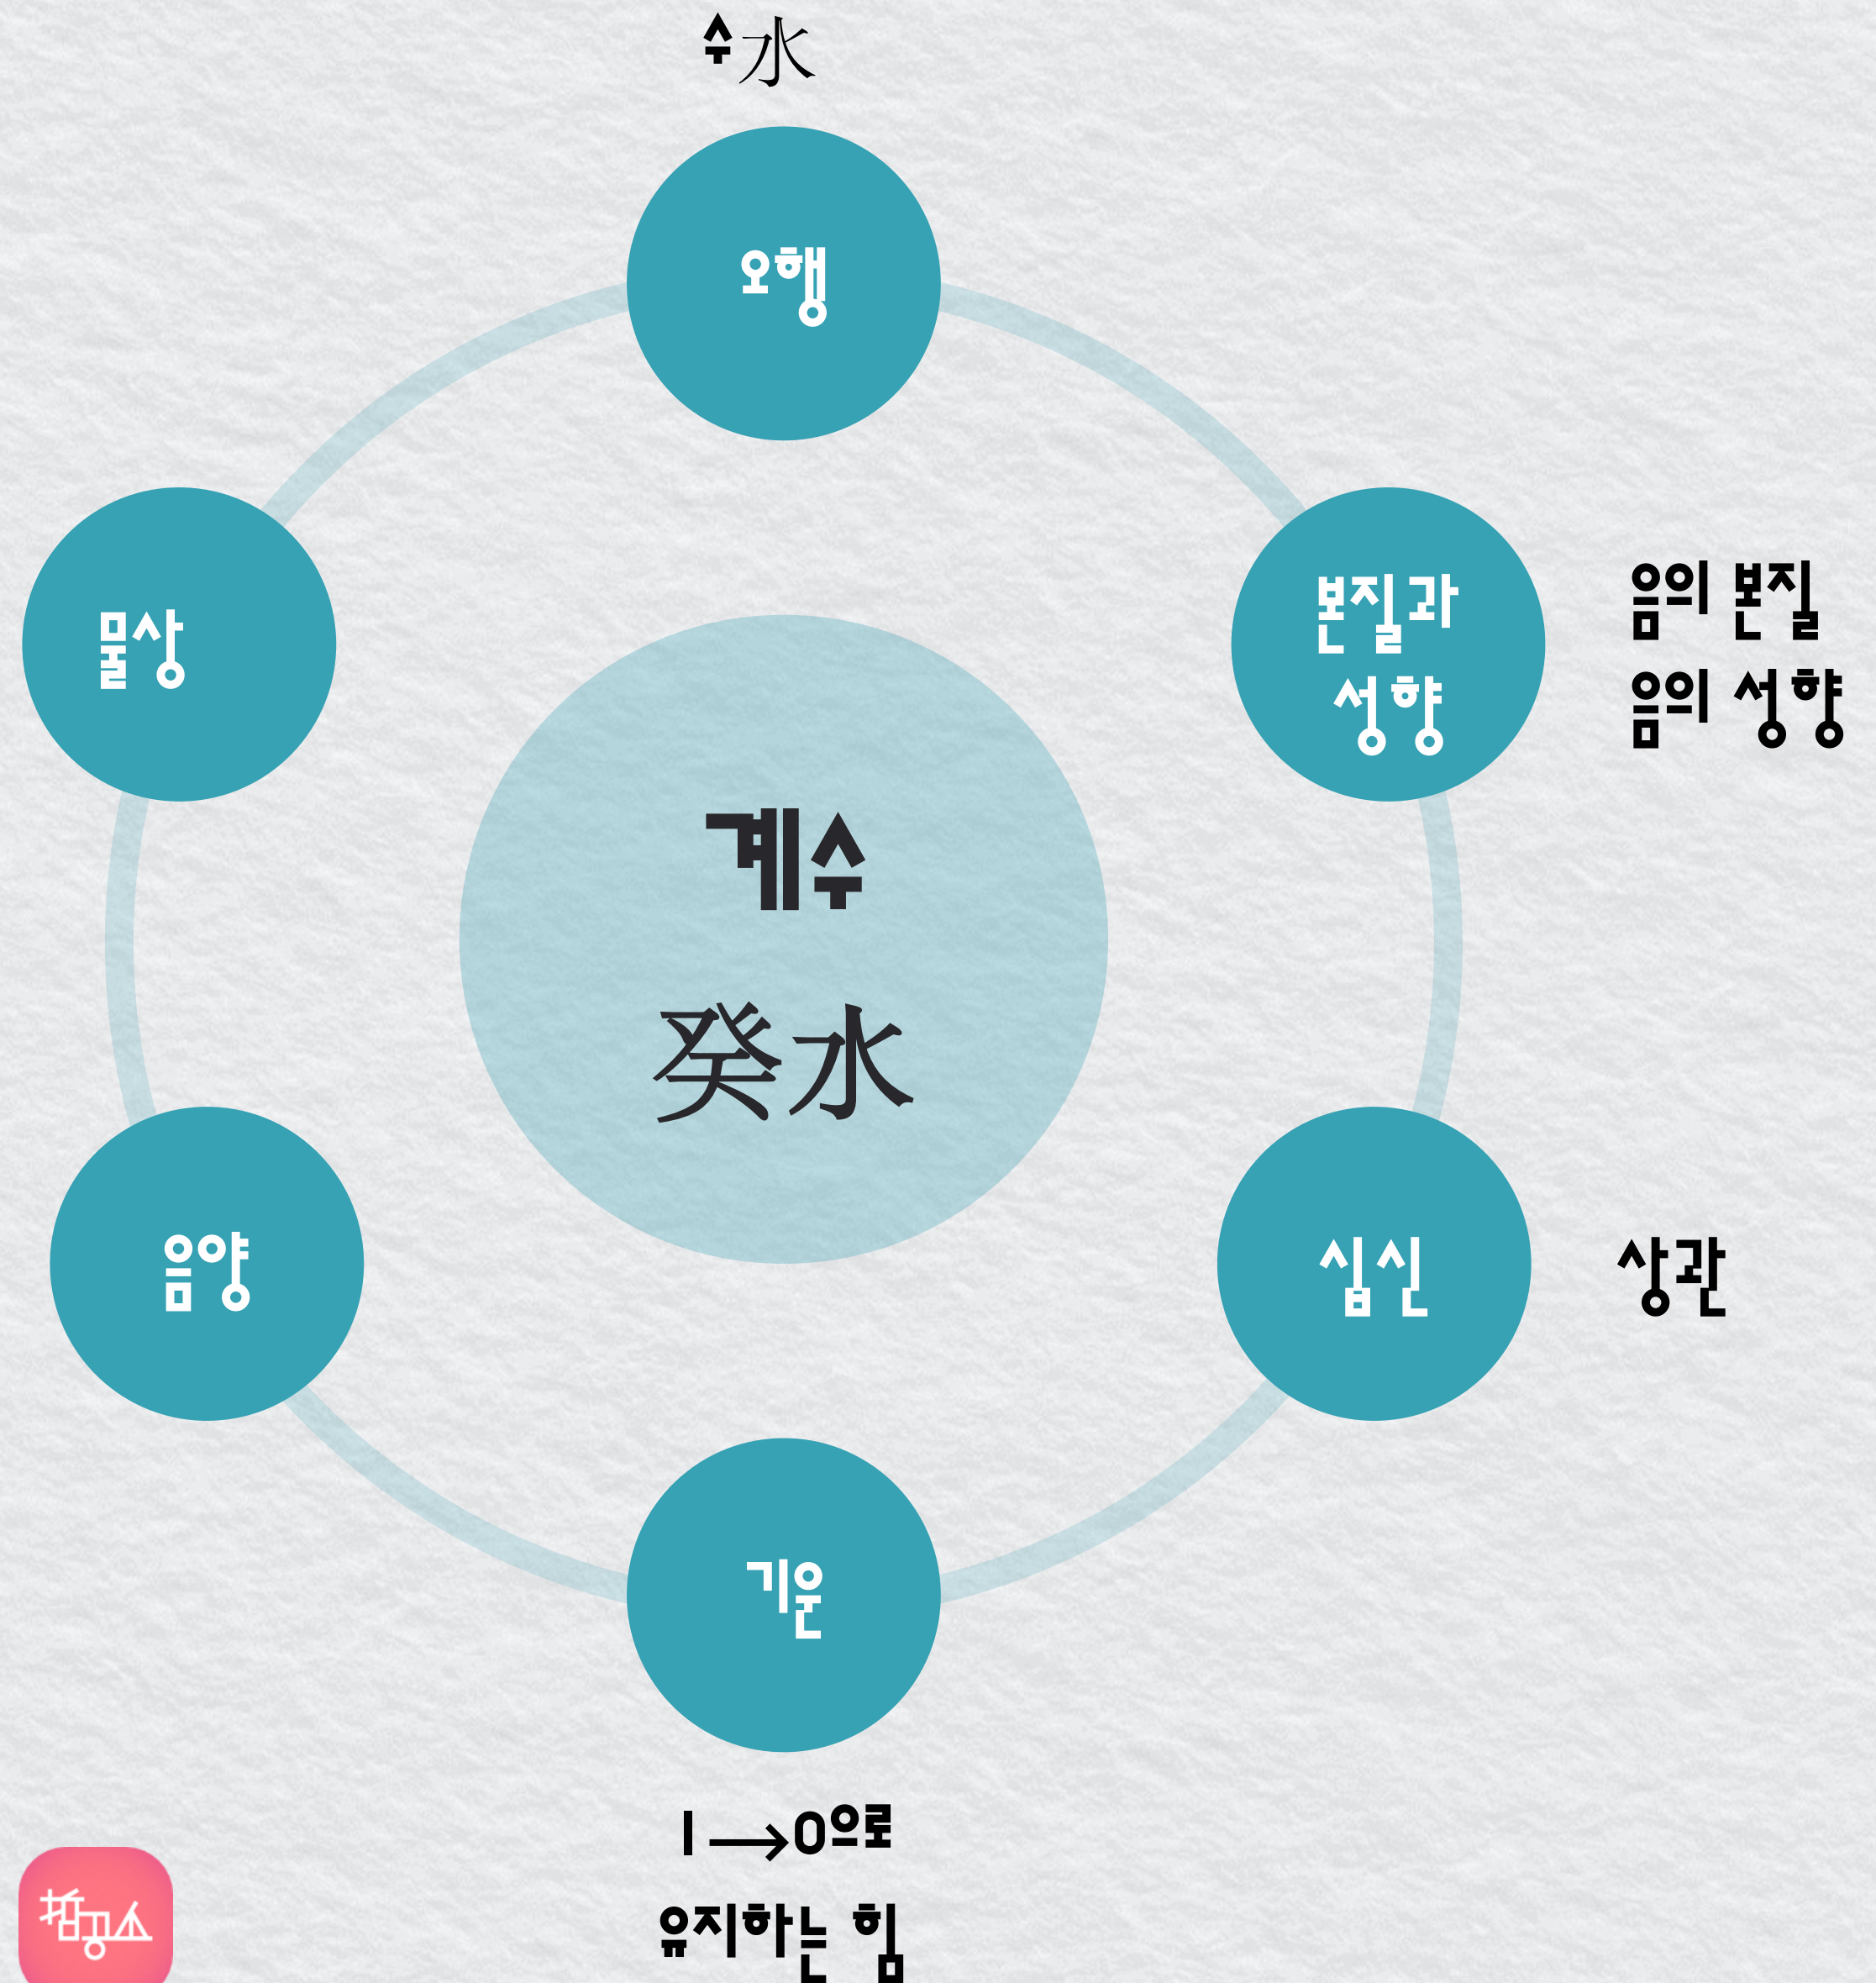 수水
오행
물상
본질과
성향
음의 본질
음의 성향
계수
癸水
음양
십신
상관
기운
1→0으로
유지하는 힘